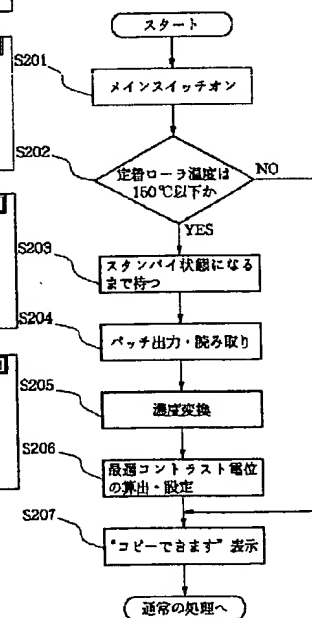 スタート
S201
メインスイッチオン
S202
定着ローラ温度は
150℃以下か
NO
YES
S203
スタンバイ状態になる
まで待つ
S204
パッチ出力・読み取り
S205
濃度変換
S206
最適コントラスト電位
の算出・設定
S207
"コピーできます" 表示
通常の処理へ